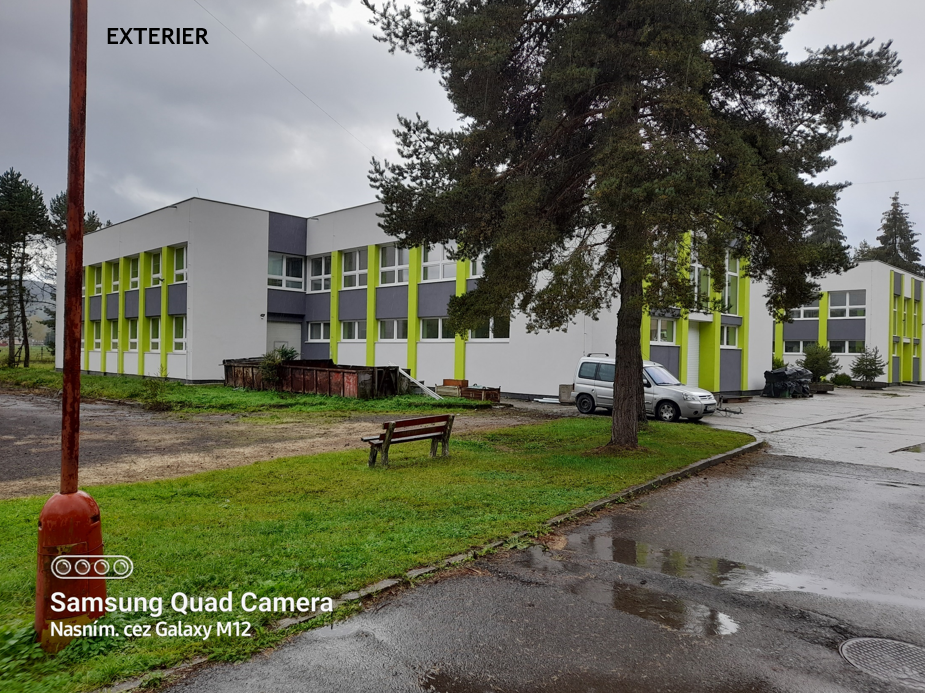 EXTERIER
Samsung Quad Camera
Nasním. cez Galaxy M12